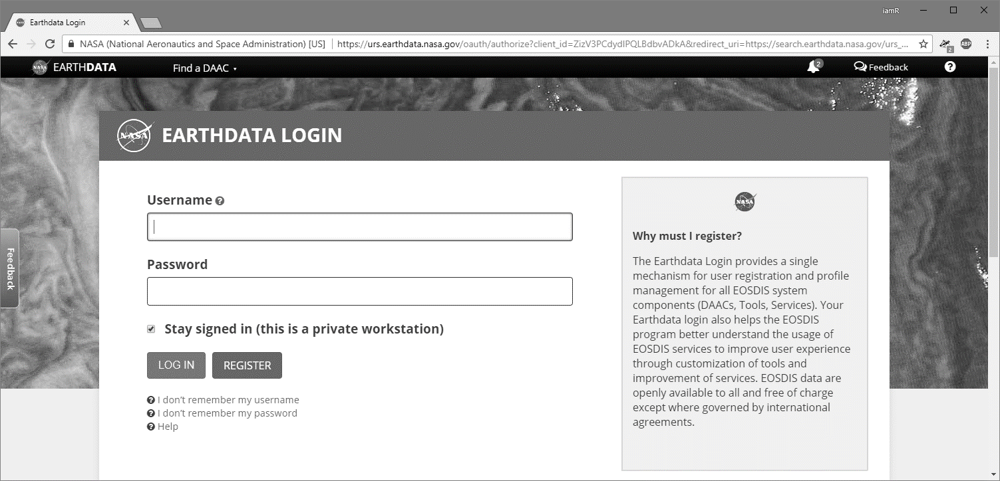 iamR
Earthdata Login
NASA (National Aeronautics and Space Administration) [US]
https://urs.earthdata.nasa.gov/oauth/authorize?client_id=ZizV3PCdydIPQLBdbvADkA&redirect_uri=https://search.earthdata.nasa.gov/urs_...
2
ABP
NASA
EARTHDATA
Find a DAAC
2
Feedback
NASA
EARTHDATA LOGIN
Username
Password
Stay signed in (this is a private workstation)
LOG IN
REGISTER
I don't remember my username
I don't remember my password
Help
Feedback
NASA
Why must I register?
The Earthdata Login provides a single
mechanism for user registration and profile
management for all EOSDIS system
components (DAACs, Tools, Services). Your
Earthdata login also helps the EOSDIS
program better understand the usage of
EOSDIS services to improve user experience
through customization of tools and
improvement of services. EOSDIS data are
openly available to all and free of charge
except where governed by international
agreements.